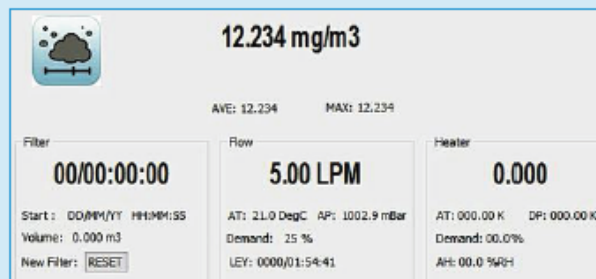 12.234 mg/m3
AVE: 12.234 MAX: 12.234
Filter
00/00:00:00
Start : DD/MM/YY HH:MM:SS
Volume: 0.000 m3
New Filter: RESET
Flow
5.00 LPM
AT: 21.0 DegC AP: 1002.9 mBar
Demand: 25 %
LEY: 0000/01:54:41
Heater
0.000
AT: 000.00 K DP: 000.00 K
Demand: 00.0%
AH: 00.0 %RH